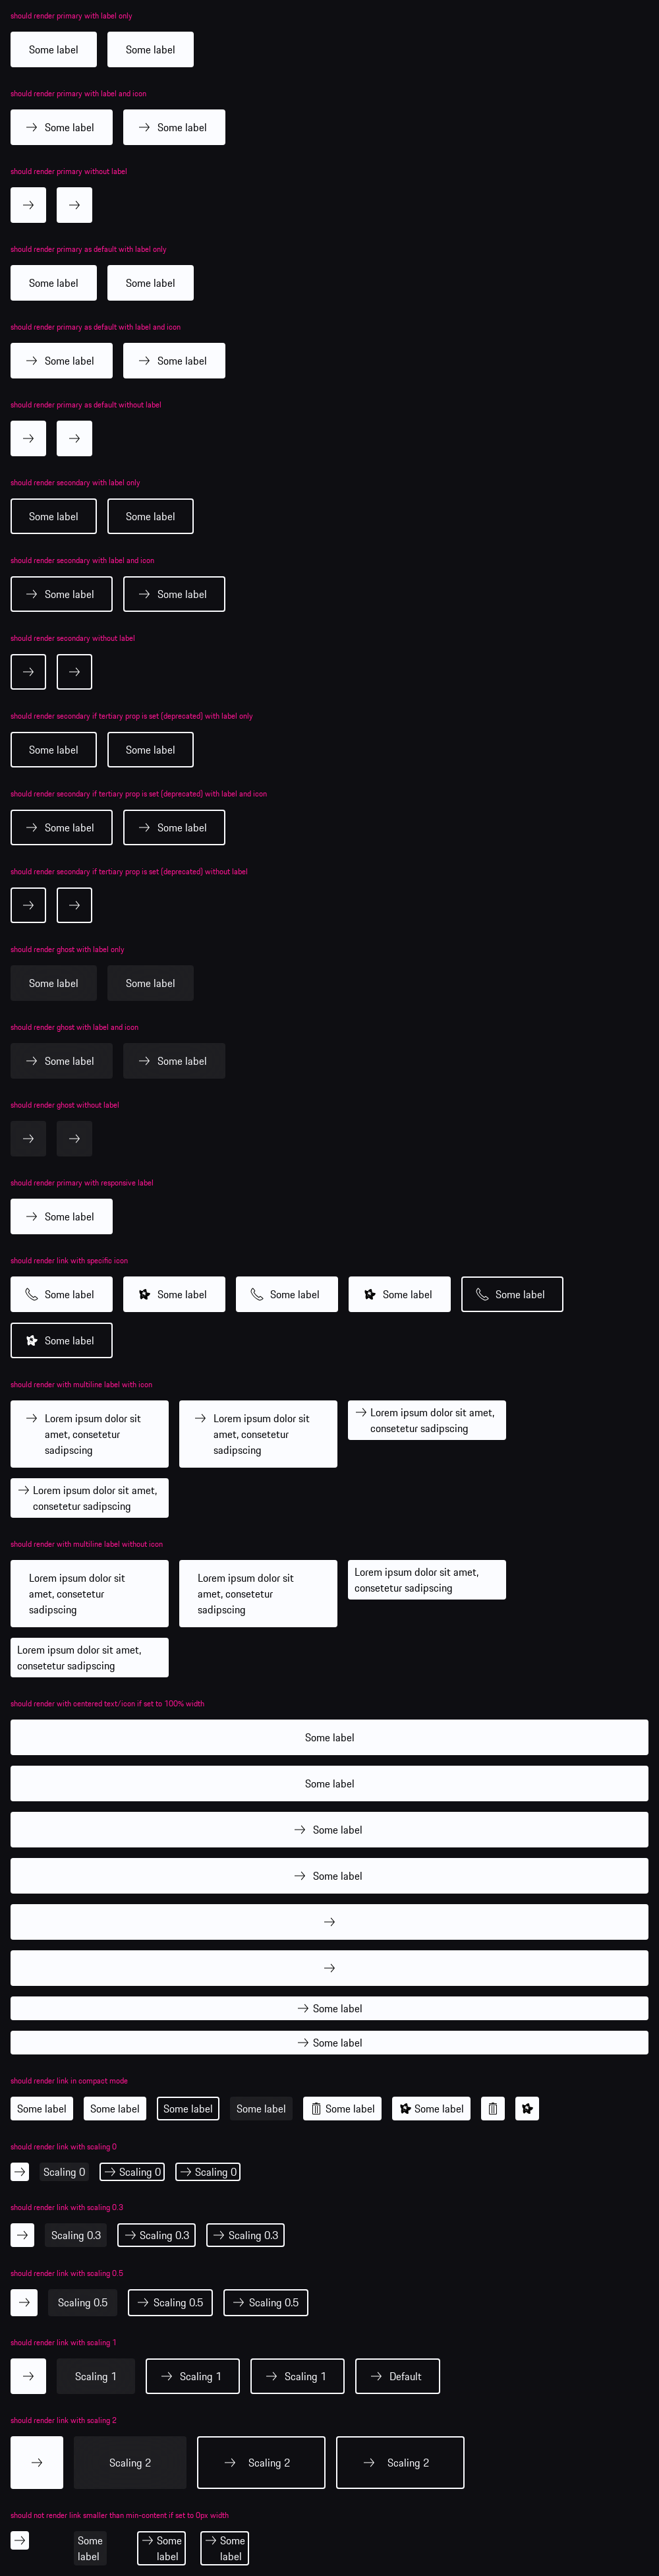 should render primary with label only
Some label Some label
should render primary with label and icon
Some label Some label
should render primary without label
should render primary as default with label only
Some label Some label
should render primary as default with label and icon
Some label Some label
should render primary as default without label
should render secondary with label only
Some label Some label
should render secondary with label and icon
Some label Some label
should render secondary without label
should render secondary if tertiary prop is set (deprecated) with label only
Some label Some label
should render secondary if tertiary prop is set (deprecated) with label and icon
Some label Some label
should render secondary if tertiary prop is set (deprecated) without label
should render ghost with label only
Some label Some label
should render ghost with label and icon
Some label Some label
should render ghost without label
should render primary with responsive label
Some label
should render link with specific icon
Some label Some label Some label Some label Some label
Some label
should render with multiline label with icon
Lorem ipsum dolor sit
amet, consetetur
sadipscing
Lorem ipsum dolor sit
amet, consetetur
sadipscing
Lorem ipsum dolor sit amet,
consetetur sadipscing
Lorem ipsum dolor sit amet,
consetetur sadipscing
should render with multiline label without icon
Lorem ipsum dolor sit
amet, consetetur
sadipscing
Lorem ipsum dolor sit
amet, consetetur
sadipscing
Lorem ipsum dolor sit amet,
consetetur sadipscing
Lorem ipsum dolor sit amet,
consetetur sadipscing
should render with centered text/icon if set to 100% width
Some label
Some label
Some label
Some label
Some label
Some label
should render link in compact mode
Some label Some label Some label Some label Some label Some label
should render link with scaling 0
Scaling 0 Scaling 0 Scaling 0
should render link with scaling 0.3
Scaling 0.3 Scaling 0.3 Scaling 0.3
should render link with scaling 0.5
Scaling 0.5 Scaling 0.5 Scaling 0.5
should render link with scaling 1
Scaling 1 Scaling 1 Scaling 1 Default
should render link with scaling 2
Scaling 2 Scaling 2 Scaling 2
should not render link smaller than min-content if set to 0px width
Some
label
Some
label
Some
label